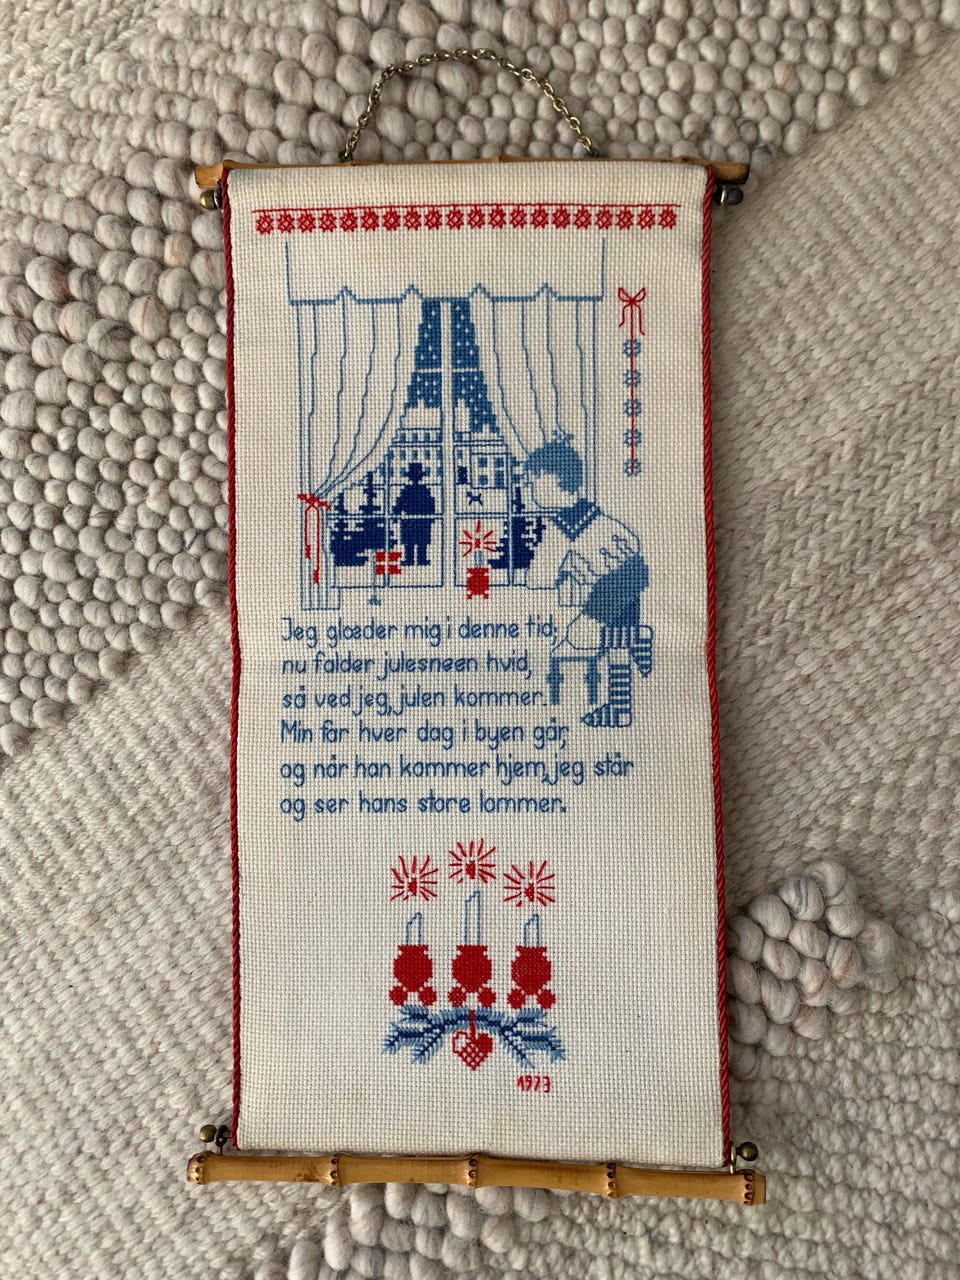 Jeg glæder mig i denne tid;
nu falder julesneen hvid,
så ved jeg, julen kommer.
Min far hver dag i byen går,
og når han kommer hjem, jeg står
og ser hans store lommer.
1973